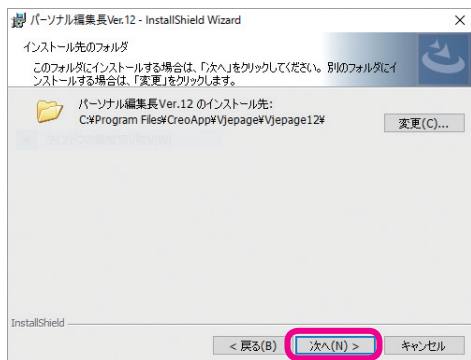 パーソナル編集長Ver.12 - InstallShield Wizard
インストール先のフォルダ
このフォルダにインストールする場合は、「次へ」をクリックしてください。別のフォルダにイ
ンストールする場合は、「変更」をクリックします。
パーソナル編集長Ver.12 のインストール先:
C:¥Program Files¥CreoApp¥Vjepage¥Vjepage12¥
変更(C)...
InstallShield
< 戻る(B)
次へ(N) >
キャンセル